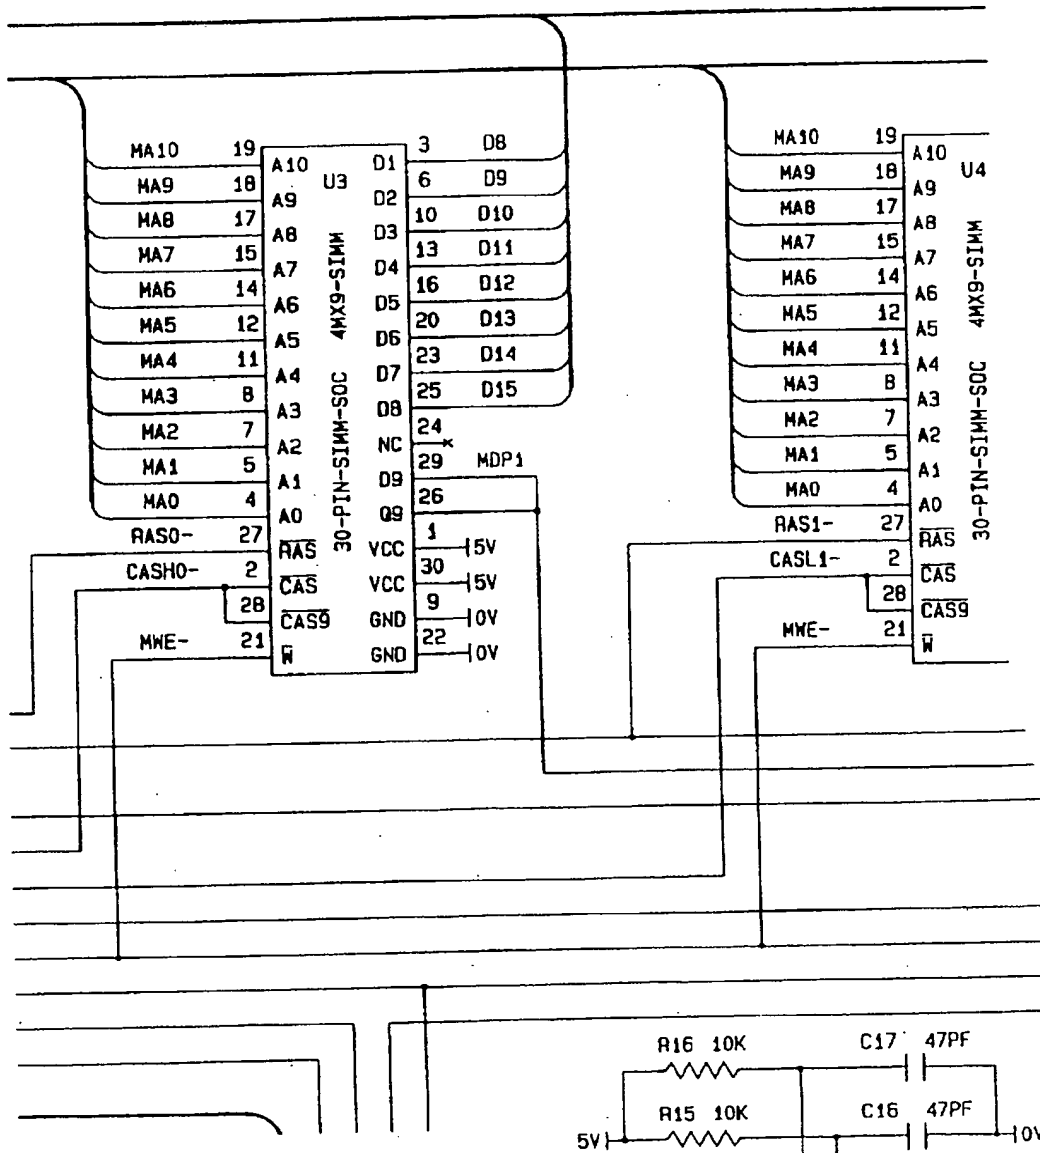 MA10 19 A10 U3 D1 3 D8
MA9 18 A9 D2 6 D9
MA8 17 A8 D3 10 D10
MA7 15 A7 D4 13 D11
MA6 14 A6 D5 16 D12
MA5 12 A5 D6 20 D13
MA4 11 A4 D7 23 D14
MA3 8 A3 D8 25 D15
MA2 7 A2 NC 24
MA1 5 A1 D9 29 MDP1
MA0 4 A0 Q9 26
RAS0- 27 RAS VCC 1 5V
CASH0- 2 CAS VCC 30 5V
28 CAS9 GND 9 0V
MWE- 21 W GND 22 0V
30-PIN-SIMM-SOC 4MX9-SIMM
MA10 19 A10 U4
MA9 18 A9
MA8 17 A8
MA7 15 A7
MA6 14 A6
MA5 12 A5
MA4 11 A4
MA3 8 A3
MA2 7 A2
MA1 5 A1
MA0 4 A0
RAS1- 27 RAS
CASL1- 2 CAS
28 CAS9
MWE- 21 W
30-PIN-SIMM-SOC 4MX9-SIMM
R16 10K C17 47PF
R15 10K C16 47PF
5V 0V